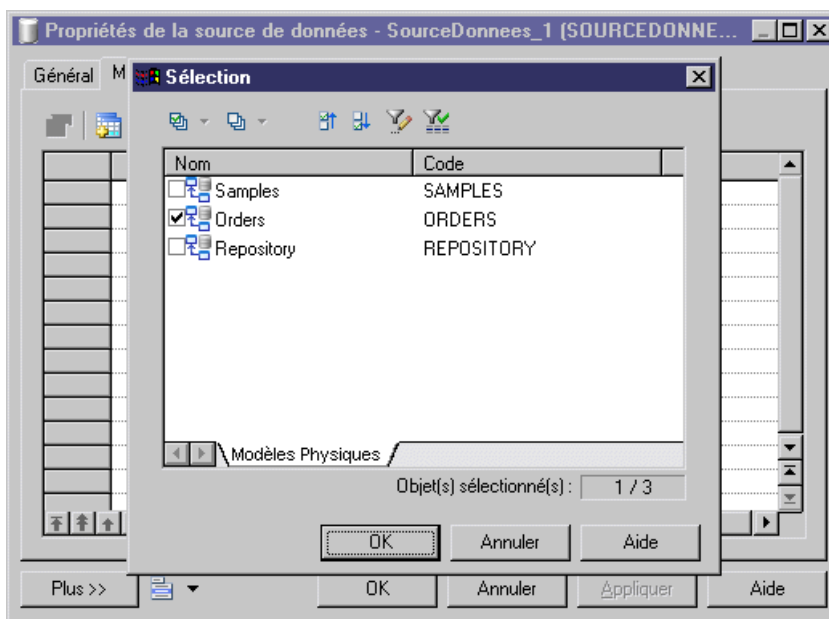 Propriétés de la source de données - SourceDonnees_1 (SOURCEDONNE...
Général M
Sélection
Nom Code
Samples SAMPLES
Orders ORDERS
Repository REPOSITORY
Modèles Physiques
Objet(s) sélectionné(s) : 1 / 3
OK Annuler Aide
Plus >> OK Annuler Appliquer Aide